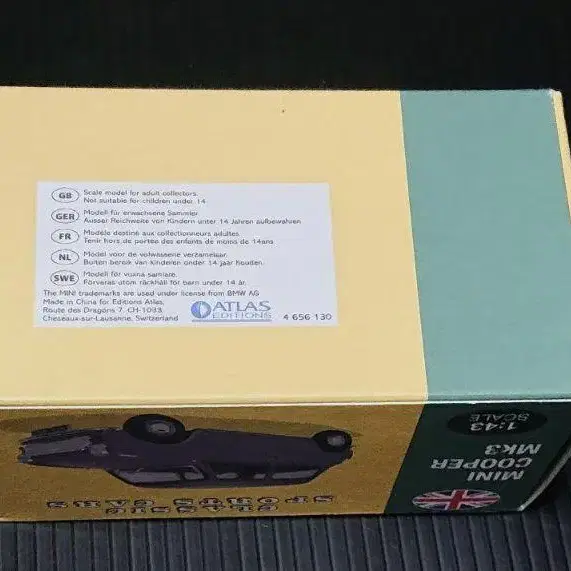 GB Scale model for adult collectors.
Not suitable for children under 14
GER Modell für erwachsene Sammler
Ausser Reichweite von Kindern unter 14 Jahren aufbewahren
FR Modèle destiné aux collectionneurs adultes.
Tenir hors de portée des enfants de moins de 14ans
NL Model voor de volwassene verzamelaar.
Buiten bereik van kinderen onder 14 jaar houden.
SWE Modell för vuxna samlare.
Förvaras utom räckhåll för barn under 14 år.
The MINI trademarks are used under license from BMW AG
Made in China for Editions Atlas,
Route des Dragons 7, CH-1033
Cheseaux-sur-Lausanne, Switzerland
ATLAS
EDITIONS
4 656 130
1:43
SCALE
MINI
COOPER
Mk3
CLASSIC
SPORTS CARS